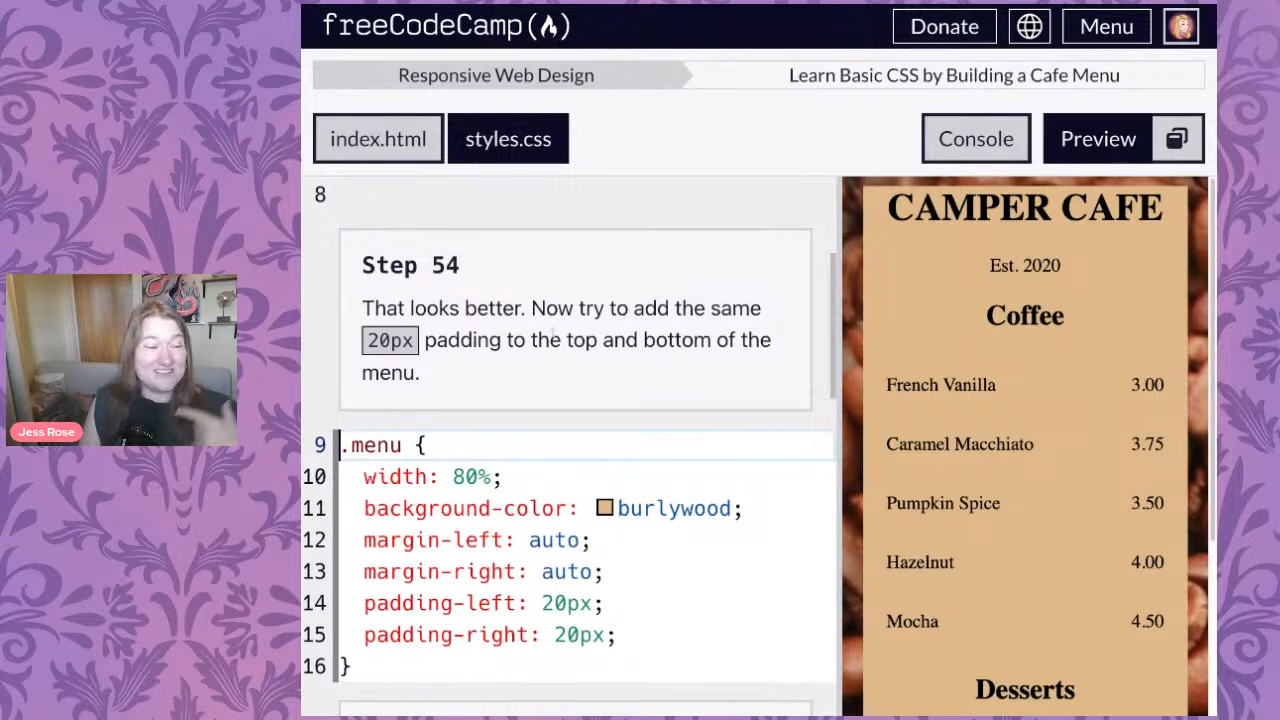 freeCodeCamp
Donate
Menu
Responsive Web Design
Learn Basic CSS by Building a Cafe Menu
index.html
styles.css
Console
Preview
8
Step 54
That looks better. Now try to add the same
20px padding to the top and bottom of the
menu.
9 .menu {
10 width: 80%;
11 background-color: burlywood;
12 margin-left: auto;
13 margin-right: auto;
14 padding-left: 20px;
15 padding-right: 20px;
16 }
CAMPER CAFE
Est. 2020
Coffee
French Vanilla 3.00
Caramel Macchiato 3.75
Pumpkin Spice 3.50
Hazelnut 4.00
Mocha 4.50
Desserts
Jess Rose